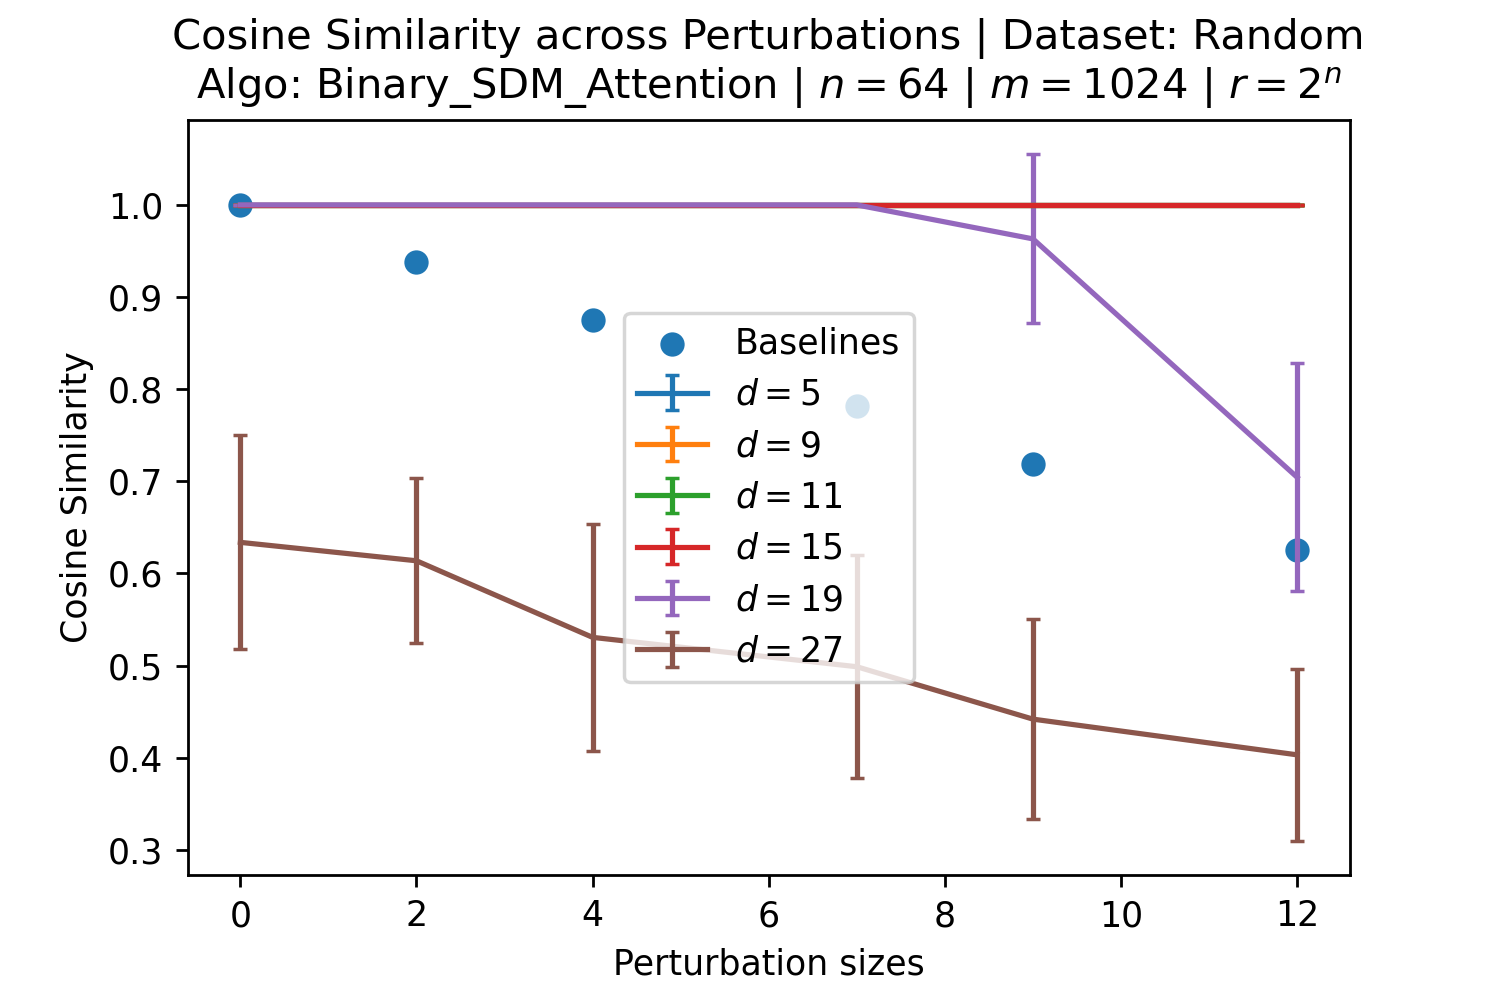 Cosine Similarity across Perturbations | Dataset: Random
Algo: Binary_SDM_Attention | n = 64 | m = 1024 | r = 2ⁿ
Cosine Similarity
1.0
0.9
0.8
0.7
0.6
0.5
0.4
0.3
Baselines
d = 5
d = 9
d = 11
d = 15
d = 19
d = 27
0 2 4 6 8 10 12
Perturbation sizes